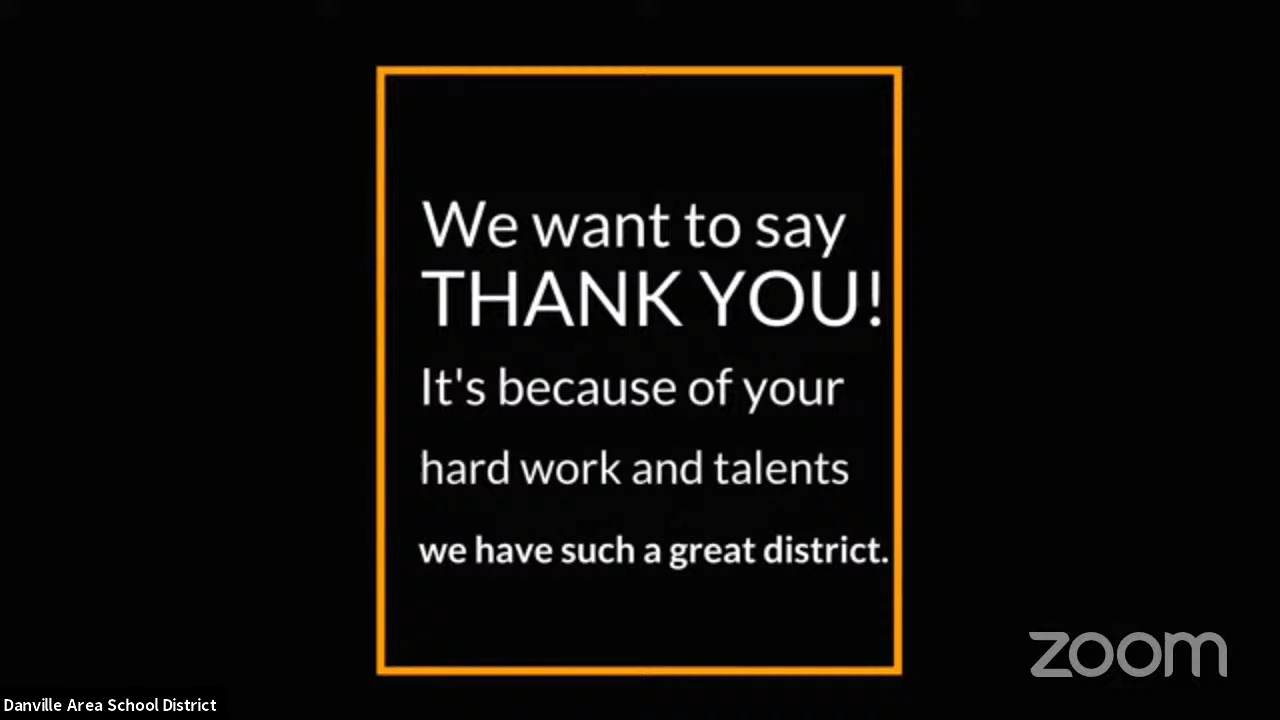 We want to say
THANK YOU!
It's because of your
hard work and talents
we have such a great district.
zoom
Danville Area School District